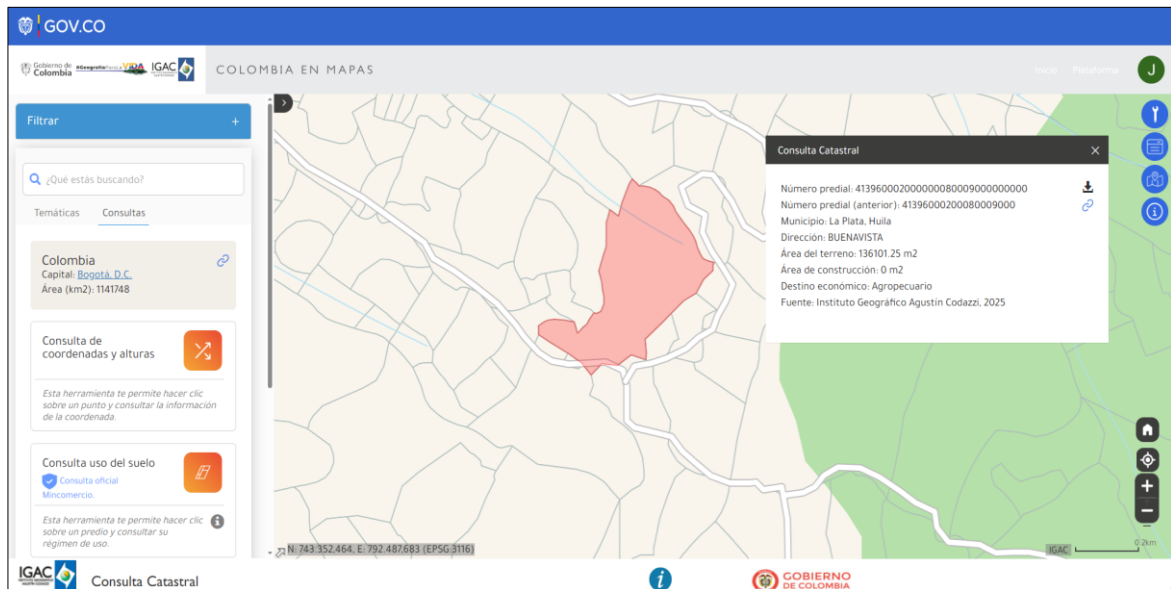 GOV.CO
Gobierno de
Colombia
#GeografíaParaLaVIDA
IGAC
COLOMBIA EN MAPAS
Inicio Plataforma
J
Filtrar +
¿Qué estás buscando?
Temáticas Consultas
Colombia
Capital: Bogotá, D.C.
Área (km2): 1141748
Consulta de
coordenadas y alturas
Esta herramienta te permite hacer clic
sobre un punto y consultar la información
de la coordenada.
Consulta uso del suelo
Consulta oficial
Mincomercio.
Esta herramienta te permite hacer clic
sobre un predio y consultar su
régimen de uso.
Consulta Catastral
Número predial: 413960002000000080009000000000
Número predial (anterior): 41396000200080009000
Municipio: La Plata, Huila
Dirección: BUENAVISTA
Área del terreno: 136101.25 m2
Área de construcción: 0 m2
Destino económico: Agropecuario
Fuente: Instituto Geográfico Agustín Codazzi, 2025
N: 743.352.464, E: 792.487.683 (EPSG:3116)
IGAC
0.2km
IGAC
INSTITUTO GEOGRÁFICO
AGUSTÍN CODAZZI
Consulta Catastral
GOBIERNO
DE COLOMBIA